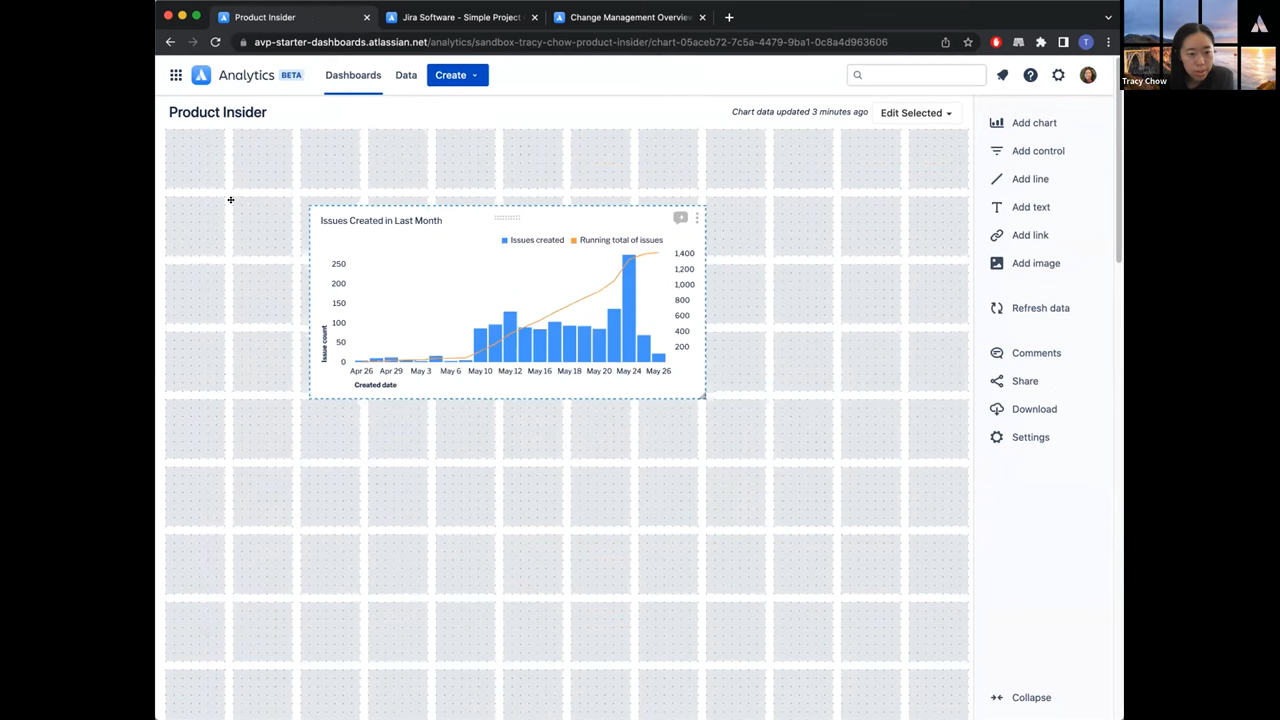 Product Insider
Jira Software - Simple Project
Change Management Overview
avp-starter-dashboards.atlassian.net/analytics/sandbox-tracy-chow-product-insider/chart-05aceb72-7c5a-4479-9ba1-0c8a4d963606
T
Tracy Chow
Analytics BETA
Dashboards
Data
Create
Product Insider
Chart data updated 3 minutes ago
Edit Selected
Add chart
Add control
Add line
Add text
Add link
Add image
Refresh data
Comments
Share
Download
Settings
Collapse
Issues Created in Last Month
Issues created
Running total of issues
250
200
150
100
50
0
Issue count
1,400
1,200
1,000
800
600
400
200
Apr 26 Apr 29 May 3 May 6 May 10 May 12 May 16 May 18 May 20 May 24 May 26
Created date